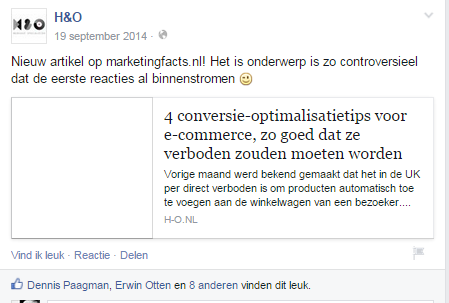 H&O
H&O
19 september 2014 ·
Nieuw artikel op marketingfacts.nl! Het is onderwerp is zo controversieel
dat de eerste reacties al binnenstromen
4 conversie-optimalisatietips voor
e-commerce, zo goed dat ze
verboden zouden moeten worden
Vorige maand werd bekend gemaakt dat het in de UK
per direct verboden is om producten automatisch toe
te voegen aan de winkelwagen van een bezoeker....
H-O.NL
Vind ik leuk · Reactie · Delen
Dennis Paagman, Erwin Otten en 8 anderen vinden dit leuk.